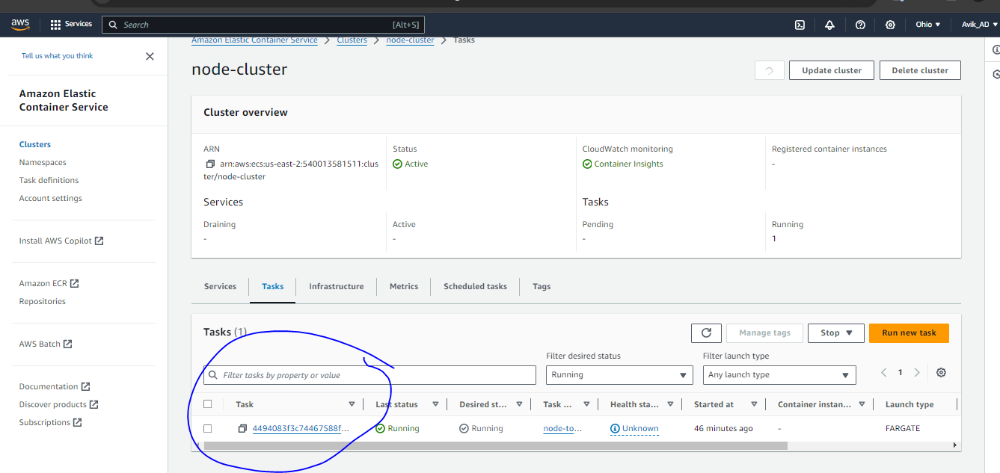 aws
Services
Search
[Alt+S]
Ohio ▼
Avik_AD ▼
Tell us what you think
Amazon Elastic
Container Service
Clusters
Namespaces
Task definitions
Account settings
Install AWS Copilot
Amazon ECR
Repositories
AWS Batch
Documentation
Discover products
Subscriptions
Amazon Elastic Container Service > Clusters > node-cluster > Tasks
node-cluster
Update cluster
Delete cluster
Cluster overview
ARN
arn:aws:ecs:us-east-2:540013581511:clus
ter/node-cluster
Status
Active
CloudWatch monitoring
Container Insights
Registered container instances
-
Services
Tasks
Draining
-
Active
-
Pending
-
Running
1
Services
Tasks
Infrastructure
Metrics
Scheduled tasks
Tags
Tasks (1)
Manage tags
Stop ▼
Run new task
Filter tasks by property or value
Filter desired status
Running
Filter launch type
Any launch type
1
Task
Last status
Desired st...
Task ...
Health sta...
Started at
Container instan...
Launch type
4494083f3c74467588f...
Running
Running
node-to...
Unknown
46 minutes ago
-
FARGATE